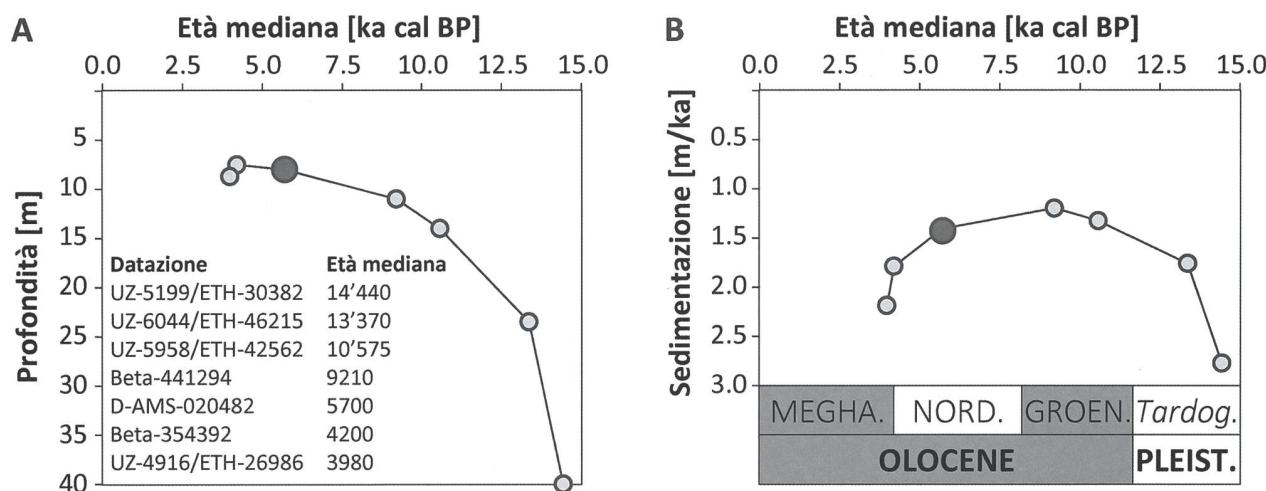 A
Età mediana [ka cal BP]
0.0 2.5 5.0 7.5 10.0 12.5 15.0
Profondità [m]
5
10
15
20
25
30
35
40
Datazione Età mediana
UZ-5199/ETH-30382 14’440
UZ-6044/ETH-46215 13’370
UZ-5958/ETH-42562 10’575
Beta-441294 9210
D-AMS-020482 5700
Beta-354392 4200
UZ-4916/ETH-26986 3980
B
Età mediana [ka cal BP]
0.0 2.5 5.0 7.5 10.0 12.5 15.0
Sedimentazione [m/ka]
0.5
1.0
1.5
2.0
2.5
3.0
MEGHA. NORD. GROEN. Tardog.
OLOCENE PLEIST.